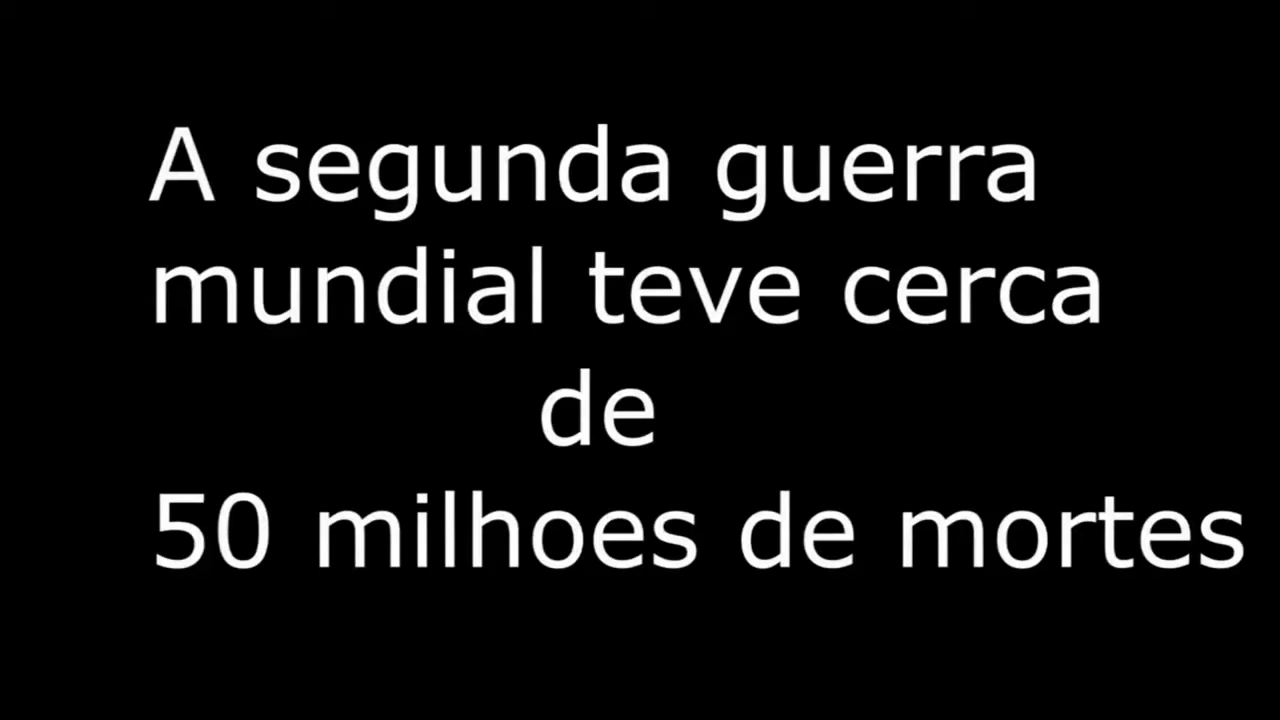 A segunda guerra
mundial teve cerca
de
50 milhoes de mortes